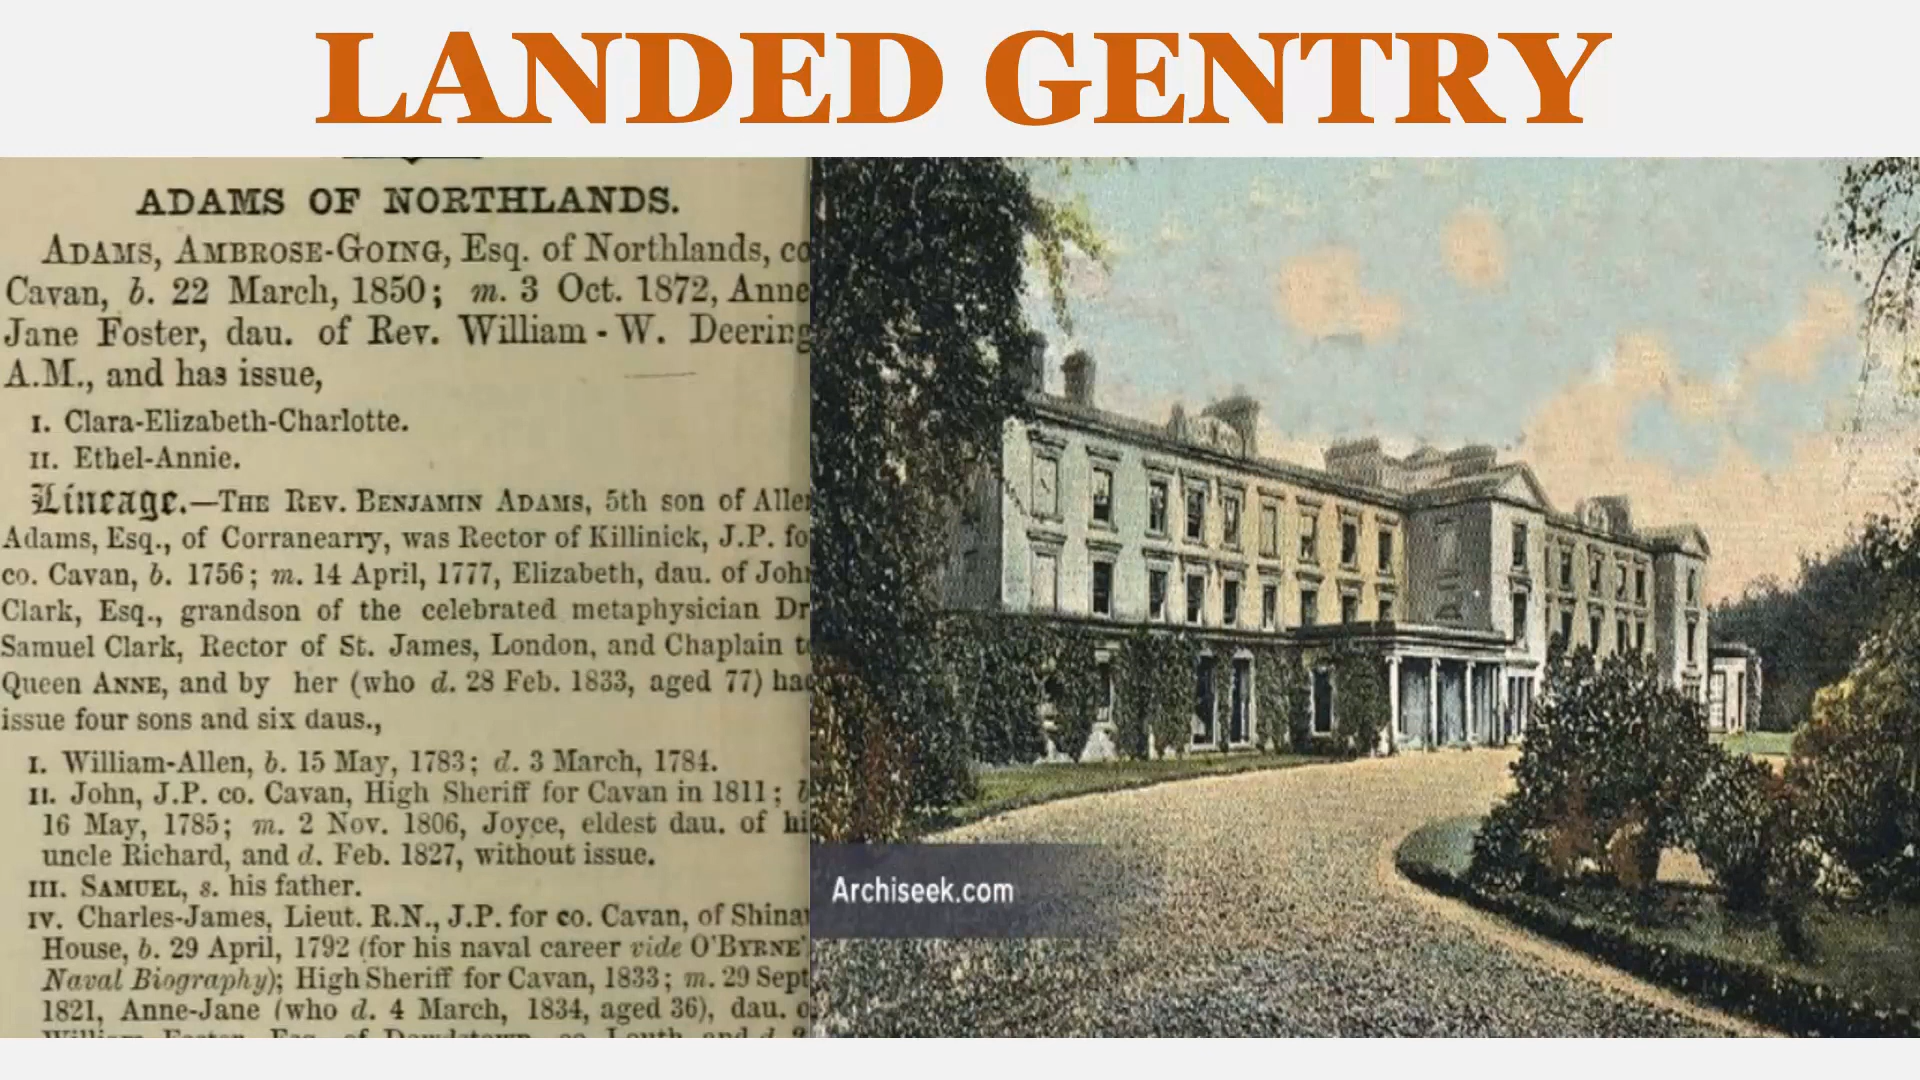 LANDED GENTRY
ADAMS OF NORTHLANDS.
ADAMS, AMBROSE-GOING, Esq. of Northlands, co
Cavan, b. 22 March, 1850; m. 3 Oct. 1872, Anne
Jane Foster, dau. of Rev. William-W. Deering
A.M., and has issue,
I. Clara-Elizabeth-Charlotte.
II. Ethel-Annie.
Lineage.—THE REV. BENJAMIN ADAMS, 5th son of Alle
Adams, Esq., of Corranearry, was Rector of Killinick, J.P. fo
co. Cavan, b. 1756; m. 14 April, 1777, Elizabeth, dau. of John
Clark, Esq., grandson of the celebrated metaphysician Dr
Samuel Clark, Rector of St. James, London, and Chaplain t
Queen ANNE, and by her (who d. 28 Feb. 1833, aged 77) had
issue four sons and six daus.,
I. William-Allen, b. 15 May, 1783; d. 3 March, 1784.
II. John, J.P. co. Cavan, High Sheriff for Cavan in 1811; b
16 May, 1785; m. 2 Nov. 1806, Joyce, eldest dau. of hi
uncle Richard, and d. Feb. 1827, without issue.
III. SAMUEL, s. his father.
IV. Charles-James, Lieut. R.N., J.P. for co. Cavan, of Shina
House, b. 29 April, 1792 (for his naval career vide O'BYRNE'
Naval Biography); High Sheriff for Cavan, 1833; m. 29 Sept
1821, Anne-Jane (who d. 4 March, 1834, aged 36), dau. o
Archiseek.com